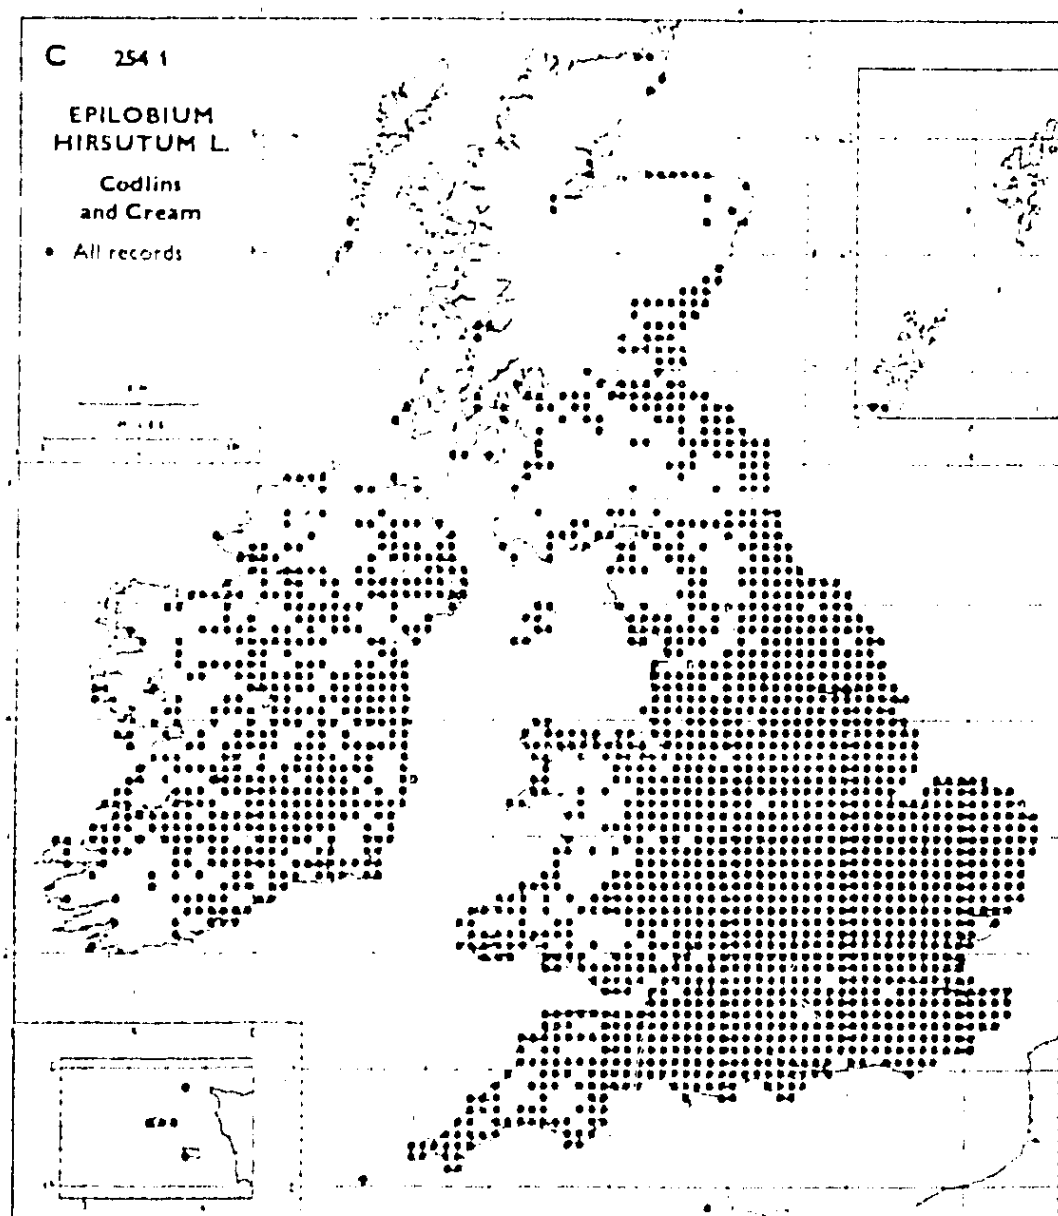 C 254 1
EPILOBIUM
HIRSUTUM L.
Codlins
and Cream
• All records